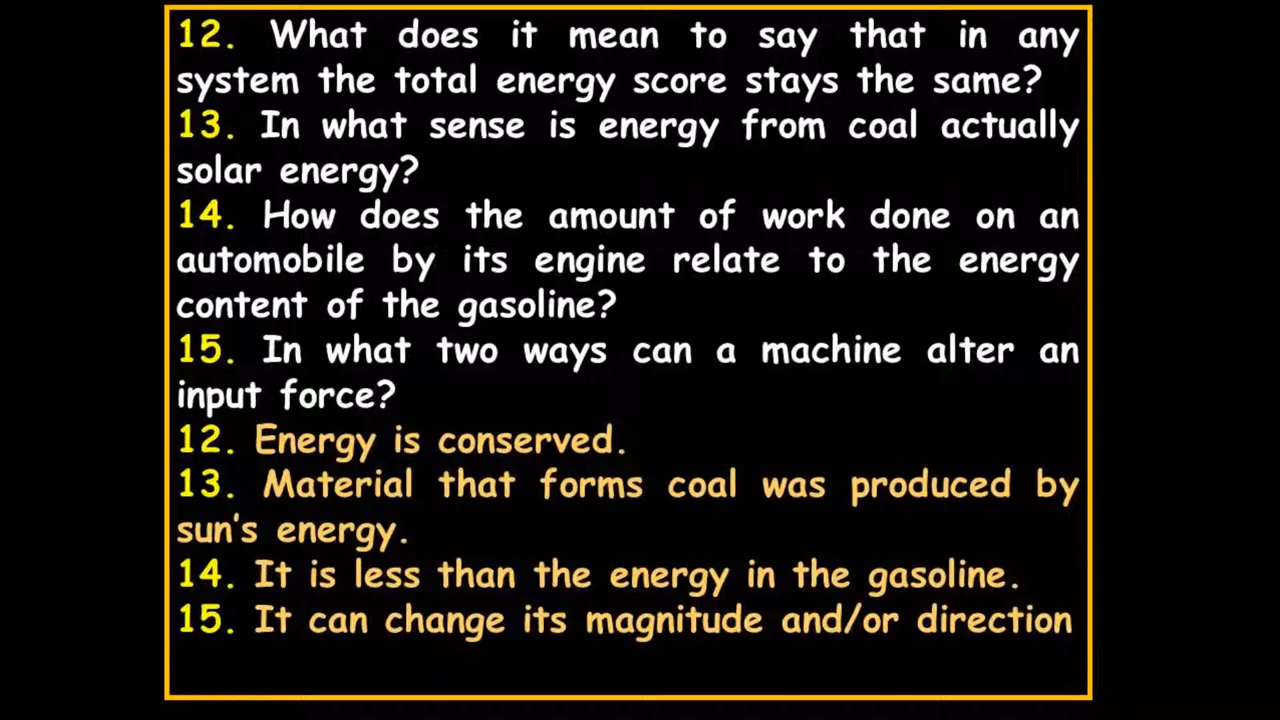 12. What does it mean to say that in any
system the total energy score stays the same?
13. In what sense is energy from coal actually
solar energy?
14. How does the amount of work done on an
automobile by its engine relate to the energy
content of the gasoline?
15. In what two ways can a machine alter an
input force?
12. Energy is conserved.
13. Material that forms coal was produced by
sun's energy.
14. It is less than the energy in the gasoline.
15. It can change its magnitude and/or direction